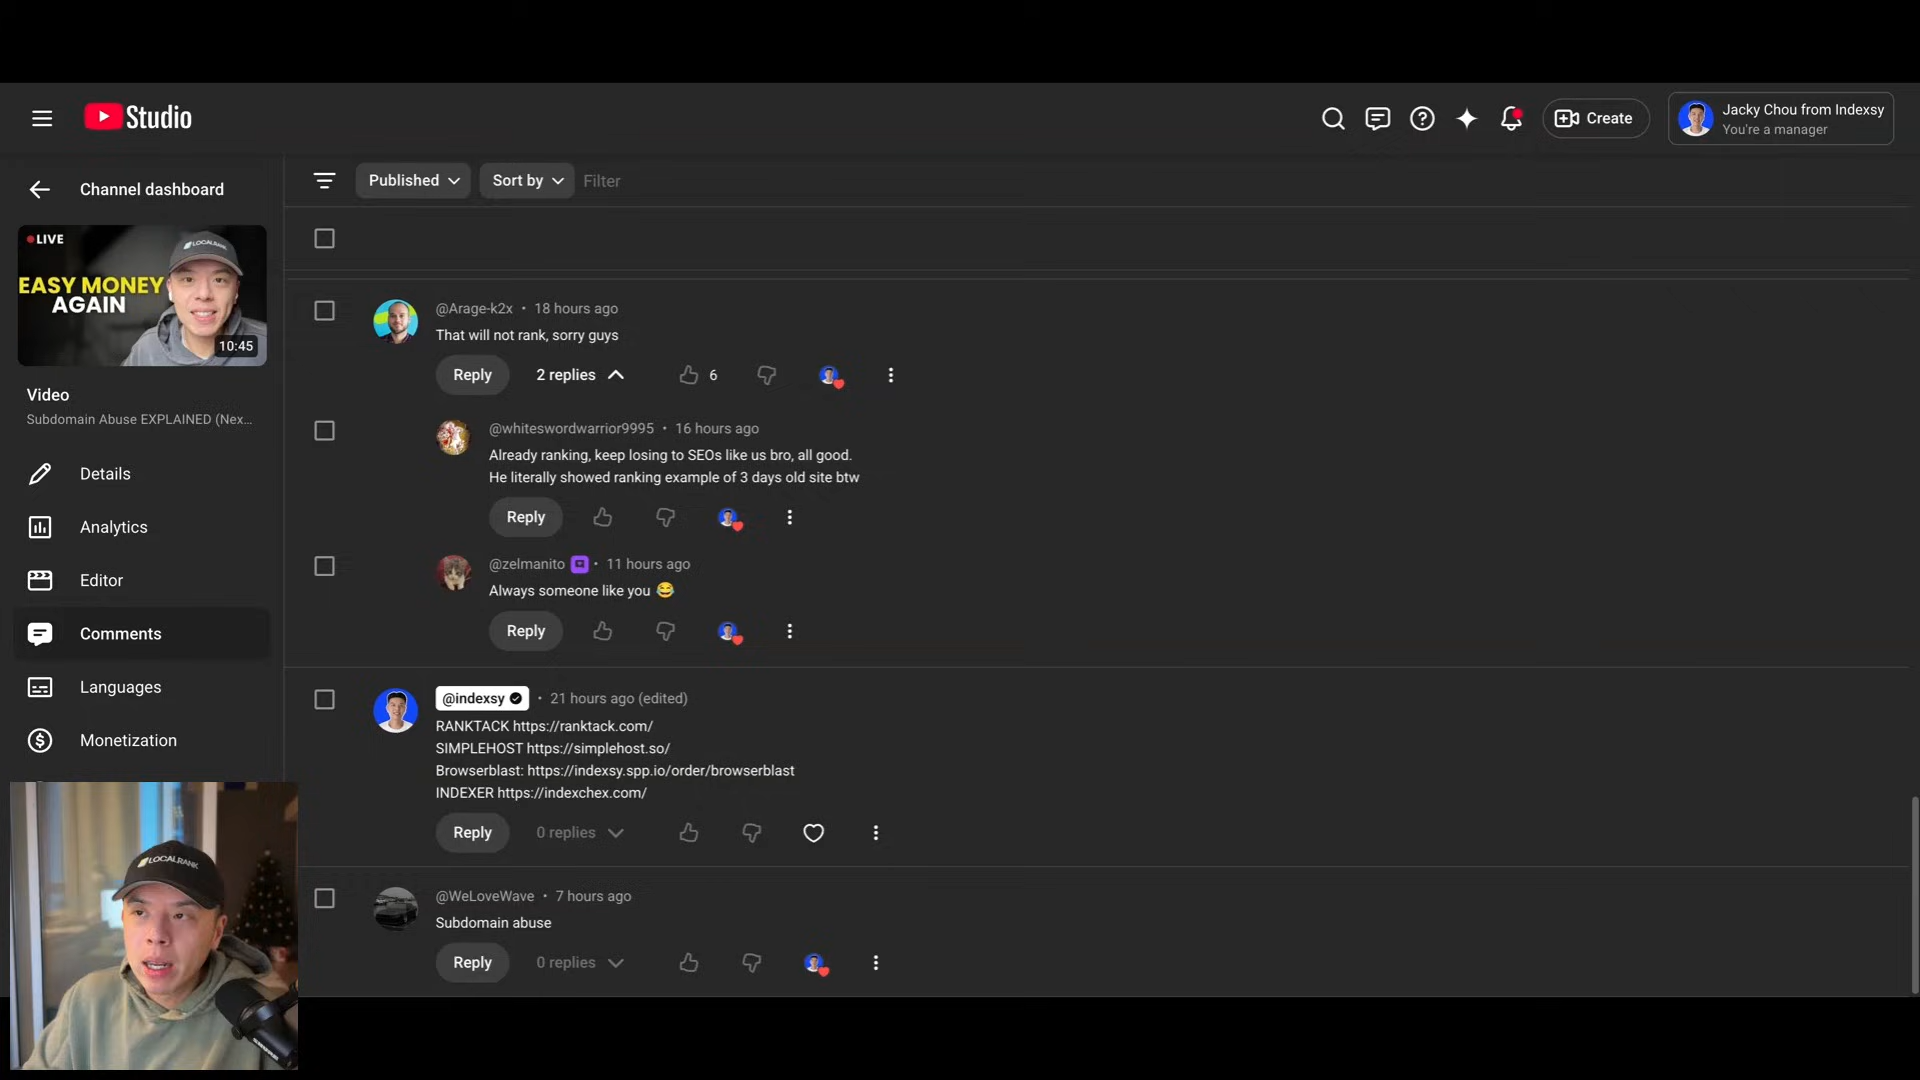 Studio
Create
Jacky Chou from Indexsy
You're a manager
Channel dashboard
Published
Sort by
Filter
LIVE
LOCALRANK
EASY MONEY
AGAIN
10:45
Video
Subdomain Abuse EXPLAINED (Nex...
Details
Analytics
Editor
Comments
Languages
Monetization
@Arage-k2x • 18 hours ago
That will not rank, sorry guys
Reply 2 replies 6
@whiteswordwarrior9995 • 16 hours ago
Already ranking, keep losing to SEOs like us bro, all good.
He literally showed ranking example of 3 days old site btw
Reply
@zelmanito • 11 hours ago
Always someone like you 😂
Reply
@indexsy • 21 hours ago (edited)
RANKTACK https://ranktack.com/
SIMPLEHOST https://simplehost.so/
Browserblast: https://indexsy.spp.io/order/browserblast
INDEXER https://indexchex.com/
Reply 0 replies
@WeLoveWave • 7 hours ago
Subdomain abuse
Reply 0 replies
LOCALRANK